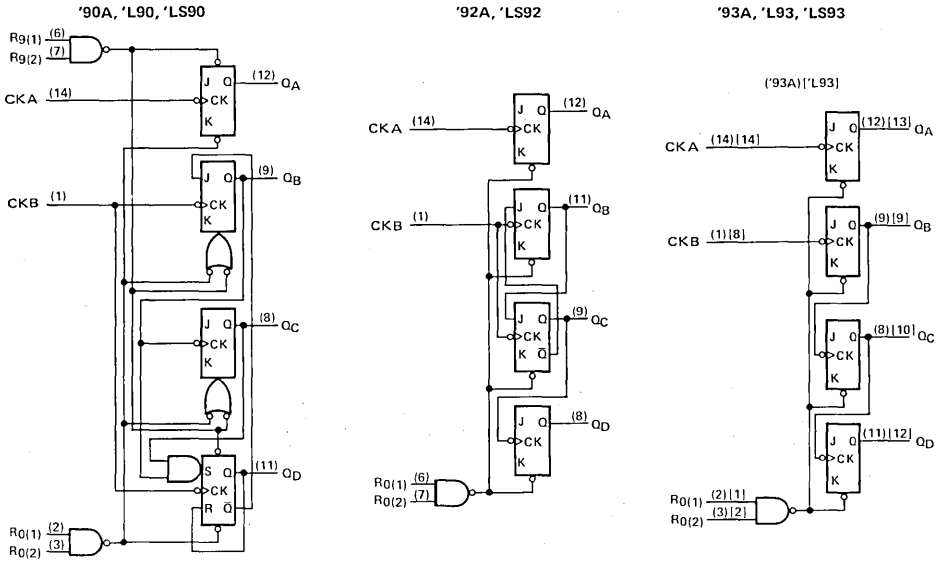 '90A, 'L90, 'LS90
R9(1) (6)
R9(2) (7)
J Q (12) QA
CKA (14) CK
K
J Q (9) QB
CKB (1) CK
K
J Q (8) QC
CK
K
S Q (11) QD
CK
R Q̅
R0(1) (2)
R0(2) (3)
'92A, 'LS92
J Q (12) QA
CKA (14) CK
K
J Q (11) QB
CKB (1) CK
K
J Q (9) QC
CK
K Q̅
J Q (8) QD
CK
K
R0(1) (6)
R0(2) (7)
'93A, 'L93, 'LS93
('93A) ['L93]
J Q (12) [13] QA
CKA (14) [14] CK
K
J Q (9) [9] QB
CKB (1) [8] CK
K
J Q (8) [10] QC
CK
K
J Q (11) [12] QD
CK
K
R0(1) (2) [1]
R0(2) (3) [2]